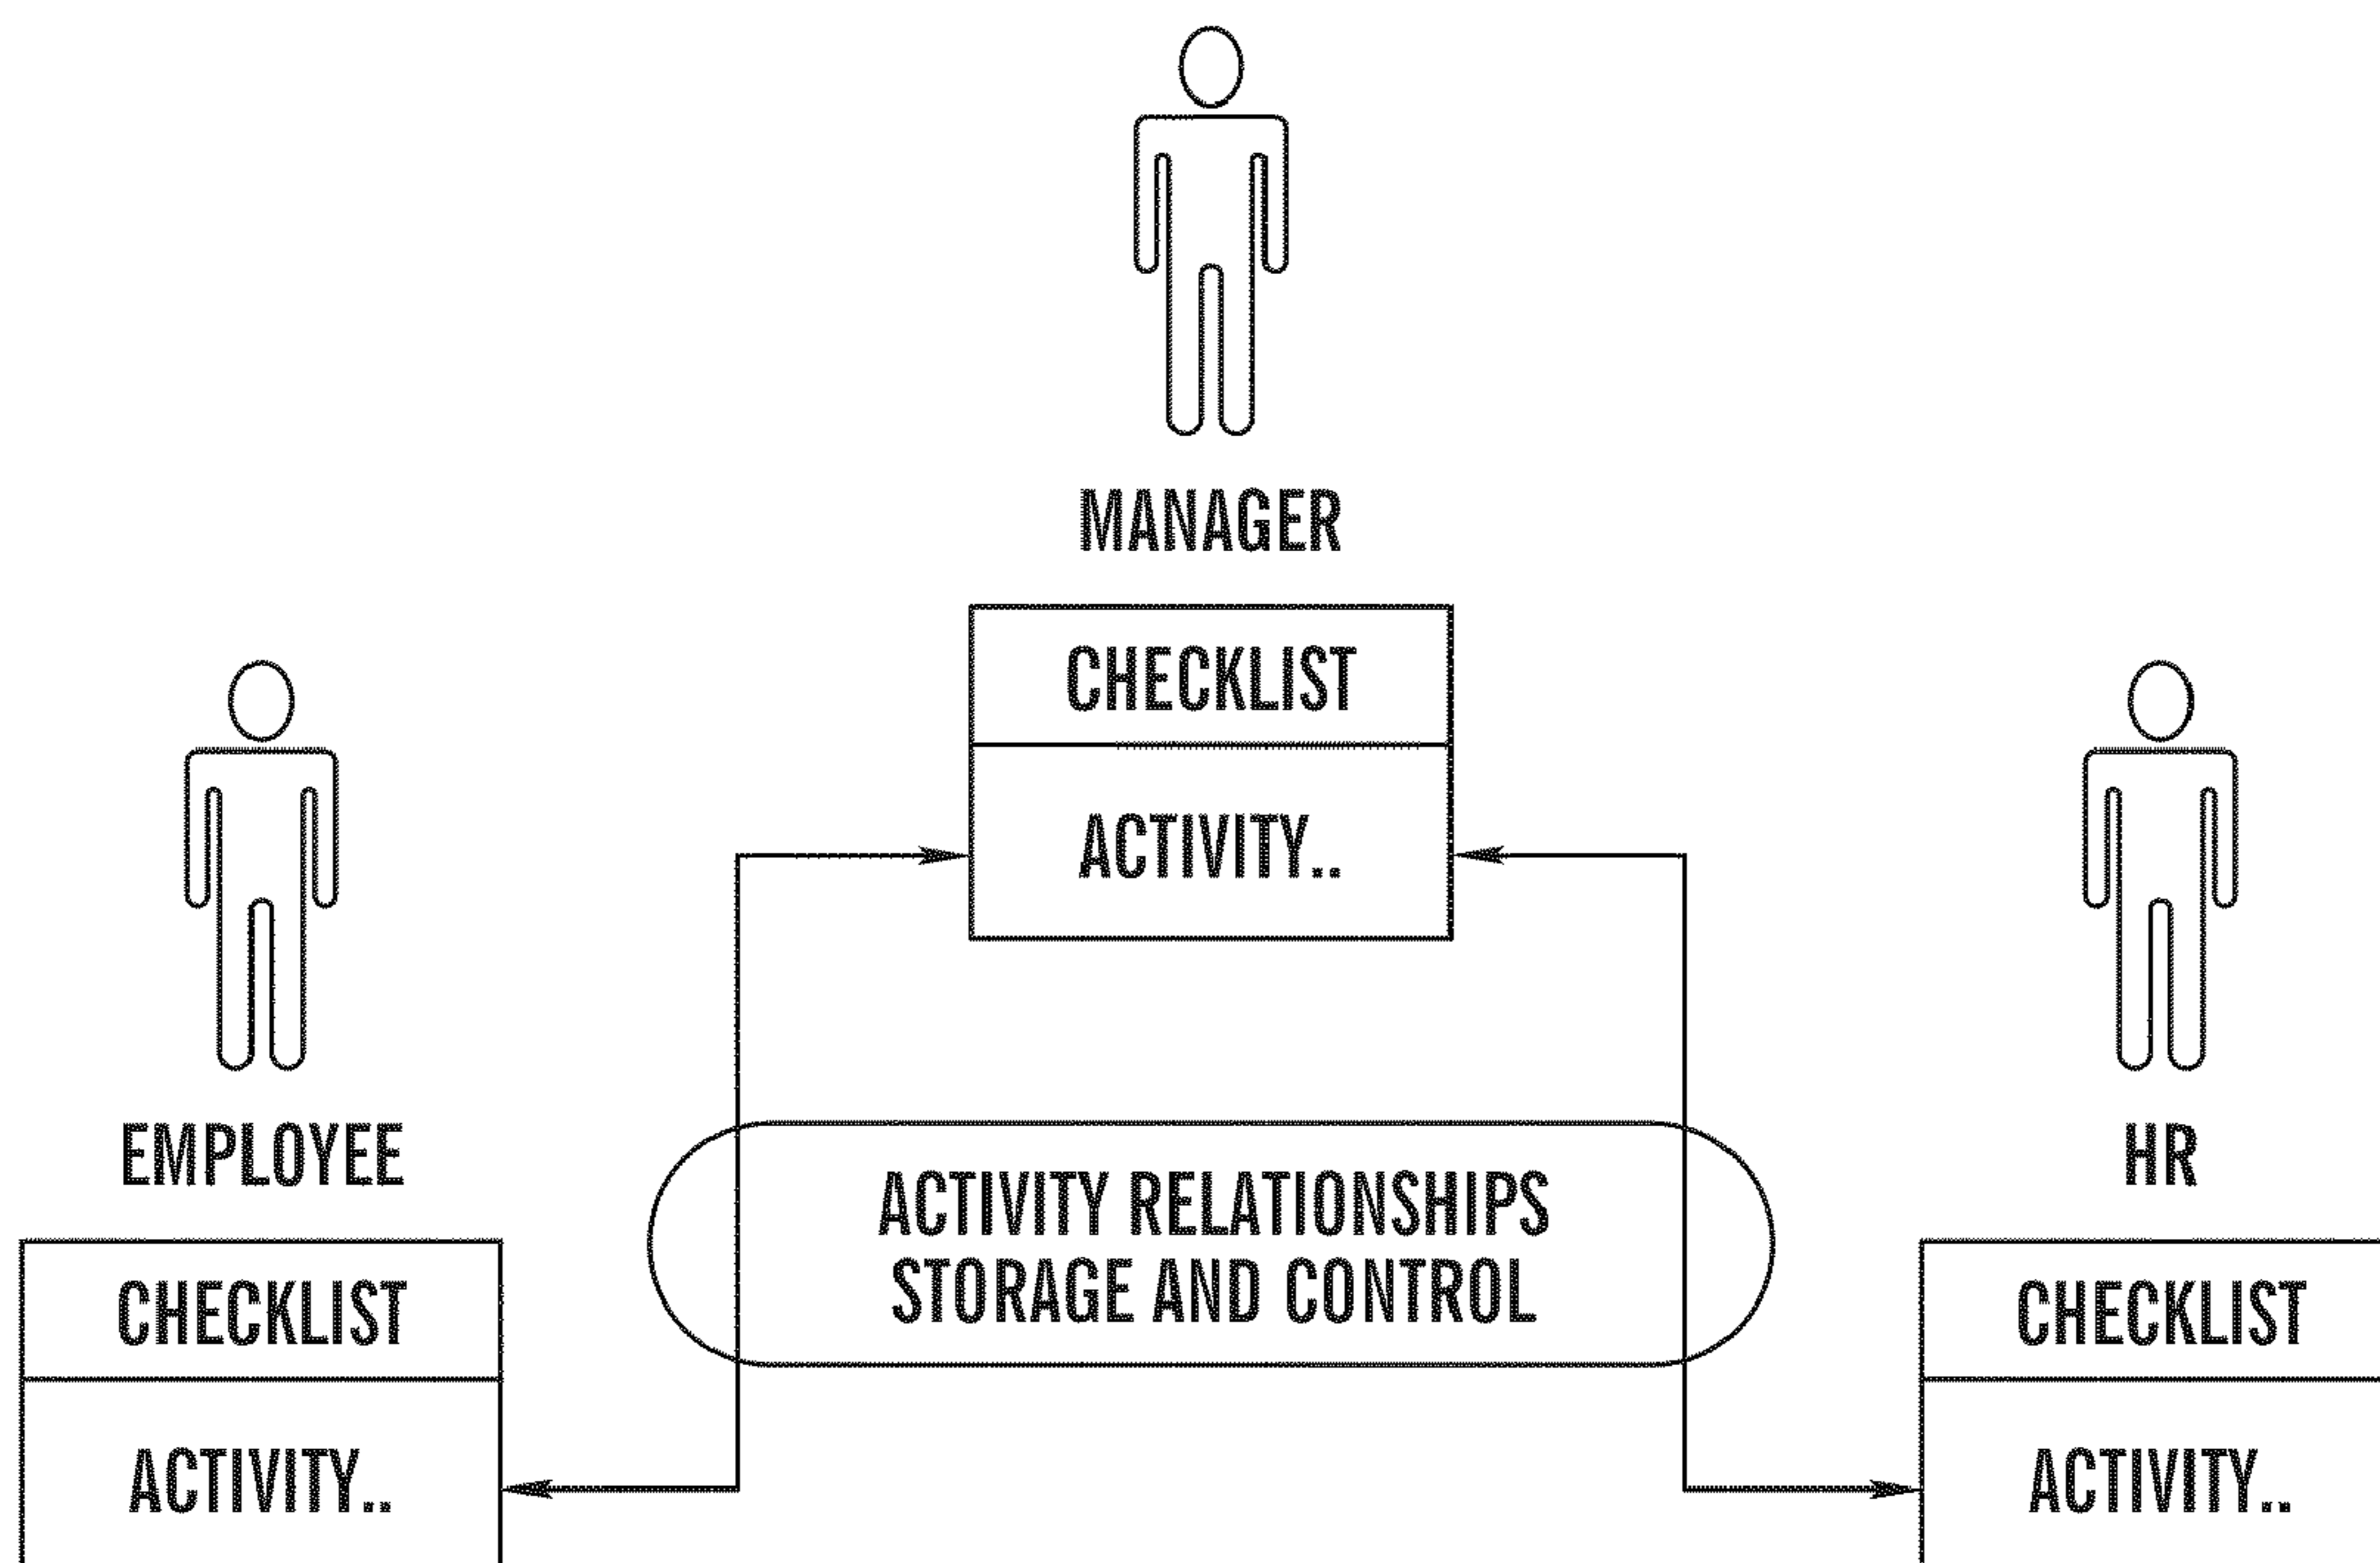 MANAGER
CHECKLIST
ACTIVITY..
EMPLOYEE
CHECKLIST
ACTIVITY..
ACTIVITY RELATIONSHIPS
STORAGE AND CONTROL
HR
CHECKLIST
ACTIVITY..